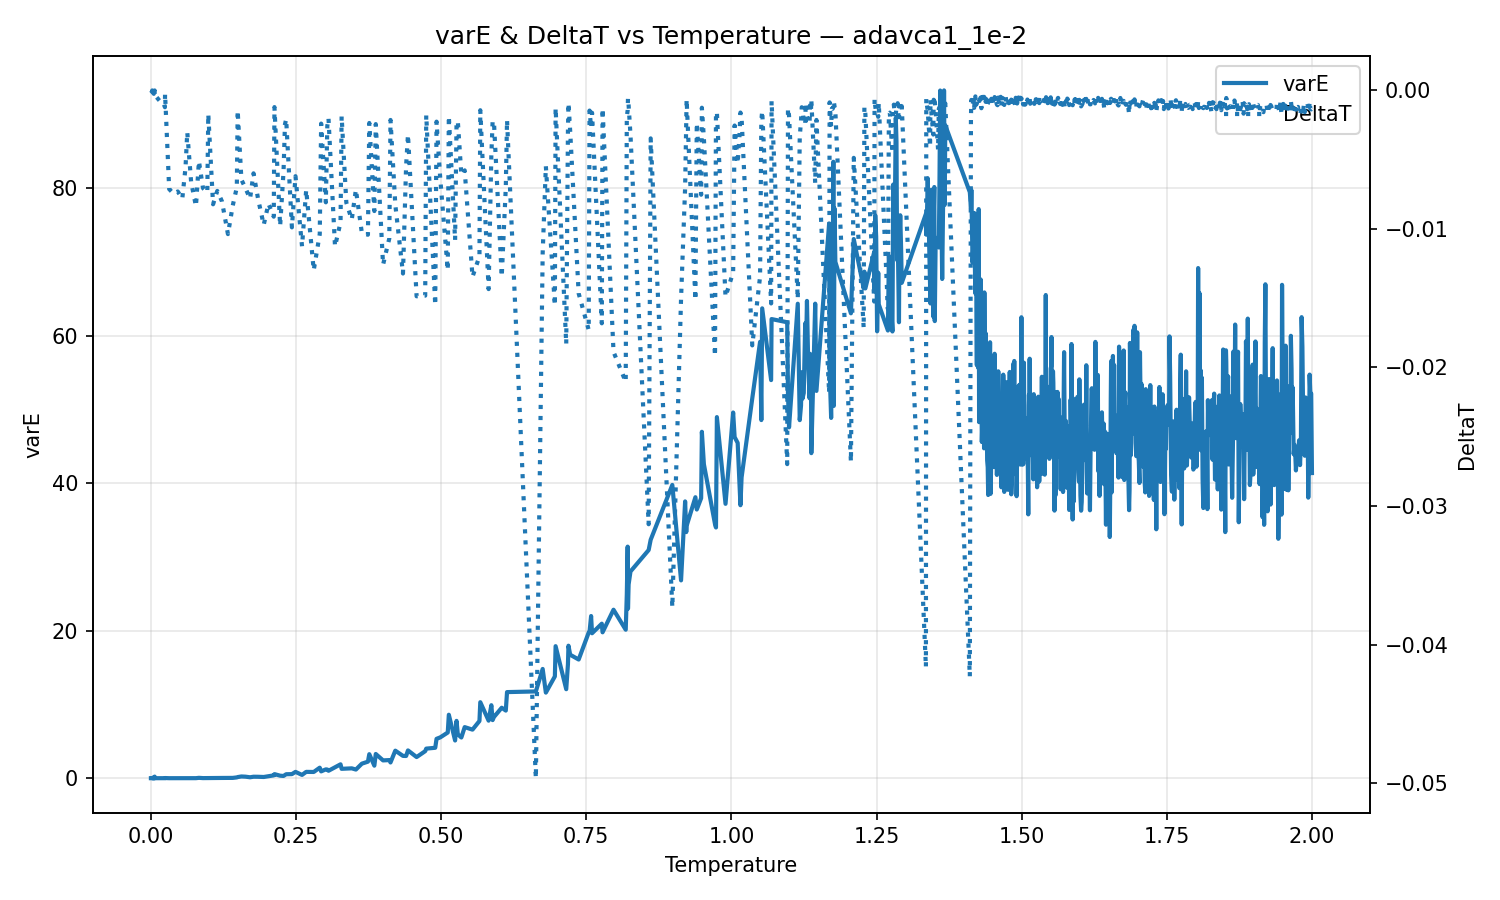 varE & DeltaT vs Temperature — adavca1_1e-2
varE
DeltaT
80
60
40
20
0
varE
0.00
−0.01
−0.02
−0.03
−0.04
−0.05
DeltaT
0.00 0.25 0.50 0.75 1.00 1.25 1.50 1.75 2.00
Temperature